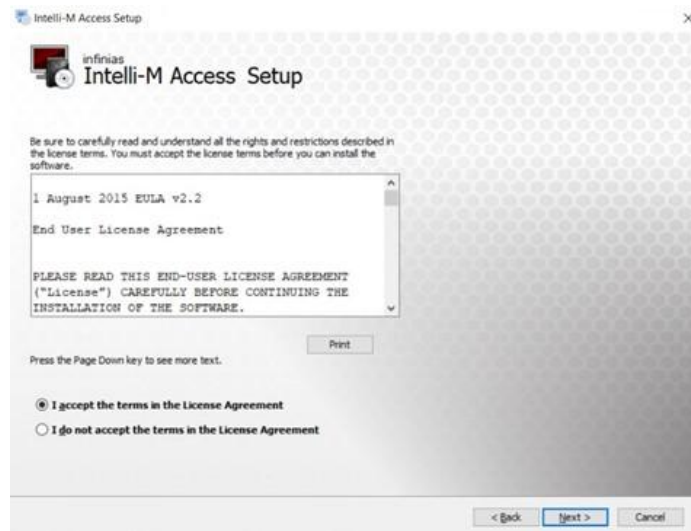 Intelli-M Access Setup
infinias
Intelli-M Access Setup
Be sure to carefully read and understand all the rights and restrictions described in
the license terms. You must accept the license terms before you can install the
software.
1 August 2015 EULA v2.2
End User License Agreement
PLEASE READ THIS END-USER LICENSE AGREEMENT
("License") CAREFULLY BEFORE CONTINUING THE
INSTALLATION OF THE SOFTWARE.
Print
Press the Page Down key to see more text.
I accept the terms in the License Agreement
I do not accept the terms in the License Agreement
< Back Next > Cancel